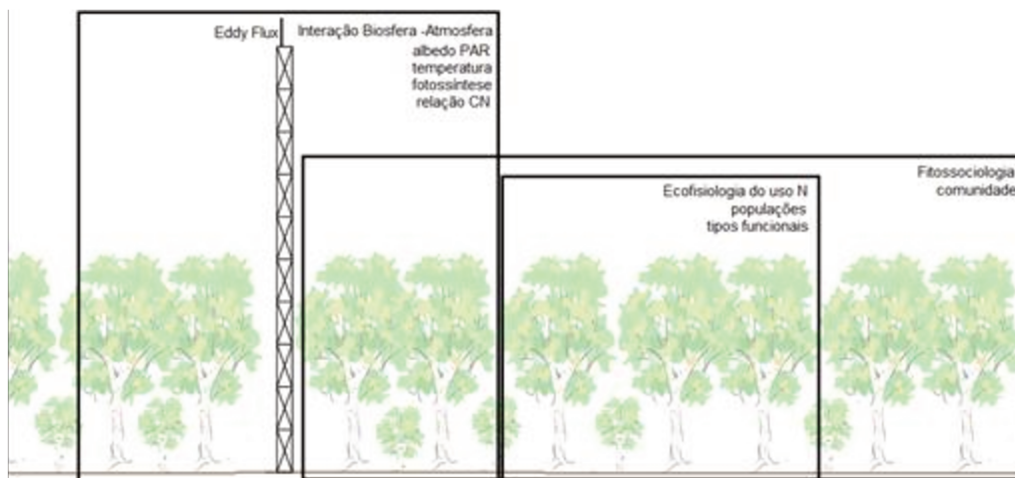 Eddy Flux
Interação Biosfera -Atmosfera
albedo PAR
temperatura
fotossíntese
relação CN
Ecofisiologia do uso N
populações
tipos funcionais
Fitossociologia
comunidade